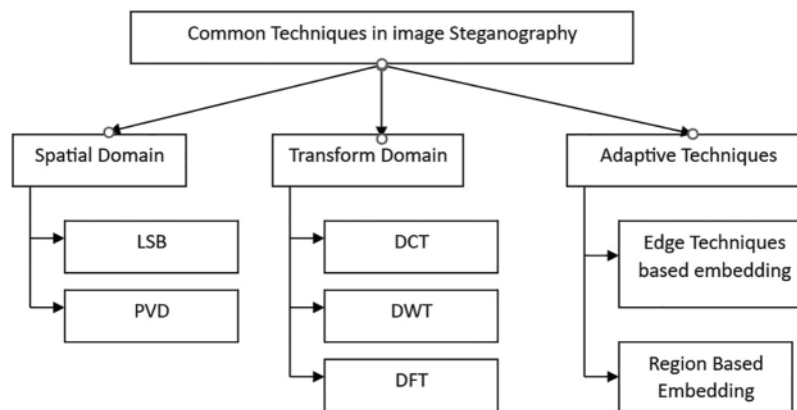 Common Techniques in image Steganography
Spatial Domain
LSB
PVD
Transform Domain
DCT
DWT
DFT
Adaptive Techniques
Edge Techniques
based embedding
Region Based
Embedding